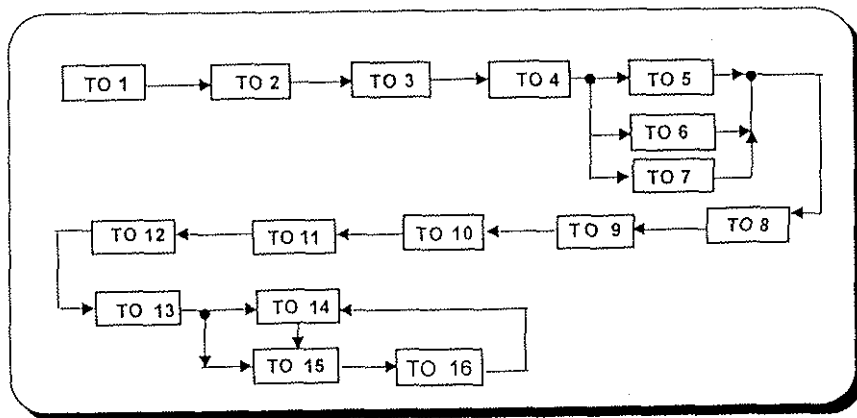 TO 1 TO 2 TO 3 TO 4 TO 5
TO 6
TO 7
TO 12 TO 11 TO 10 TO 9 TO 8
TO 13 TO 14
TO 15 TO 16